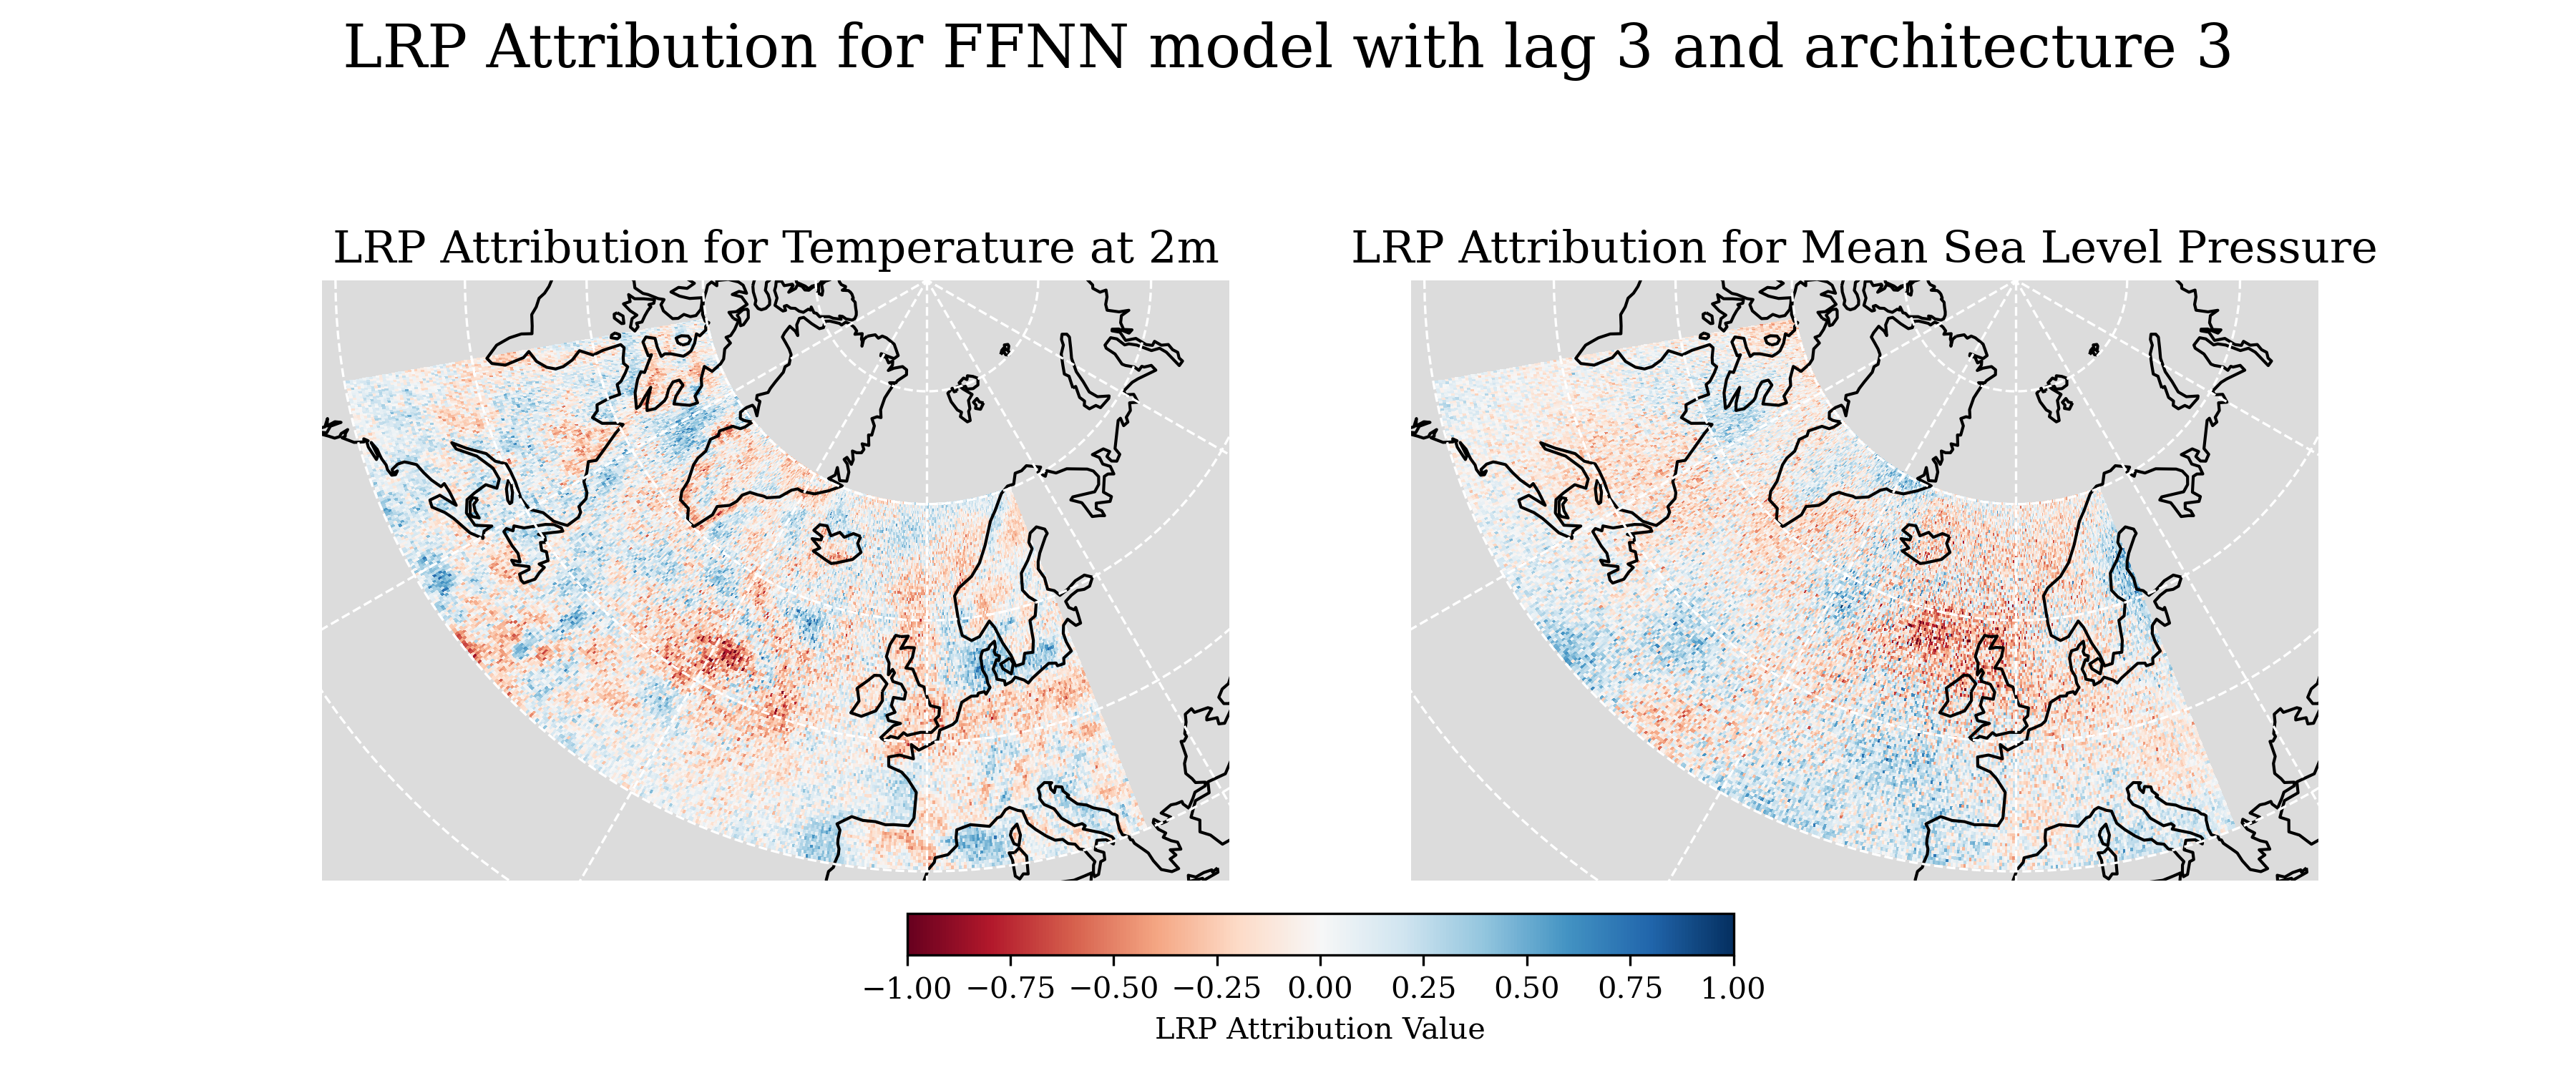 LRP Attribution for FFNN model with lag 3 and architecture 3
LRP Attribution for Temperature at 2m
LRP Attribution for Mean Sea Level Pressure
−1.00 −0.75 −0.50 −0.25 0.00 0.25 0.50 0.75 1.00
LRP Attribution Value